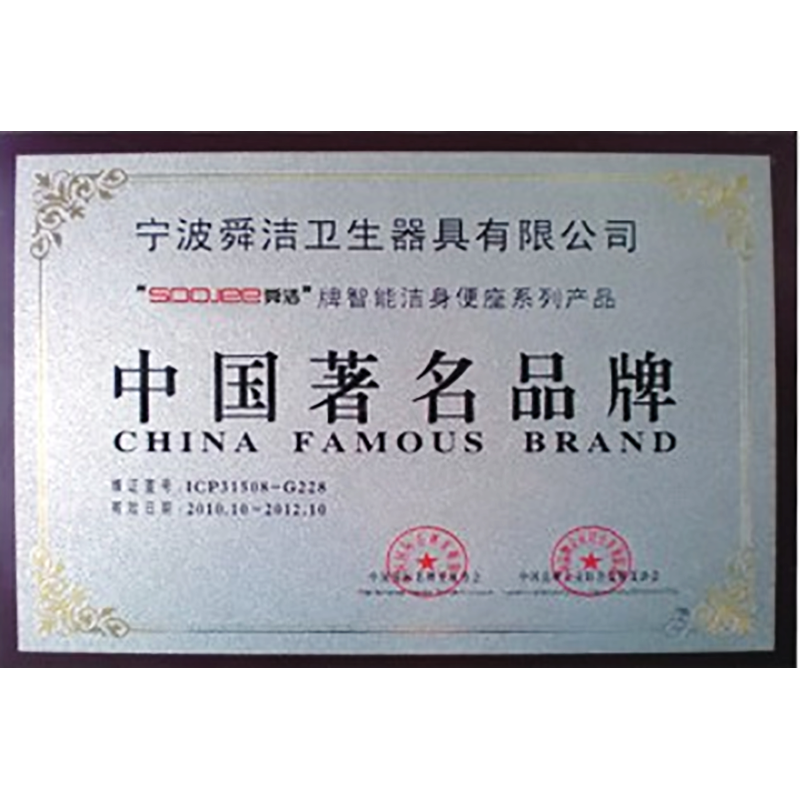 宁波舜洁卫生器具有限公司
"SOOJEE舜洁"牌智能洁身便座系列产品
中国著名品牌
CHINA FAMOUS BRAND
ICP31508-G228
日期:2010.10-2012.10